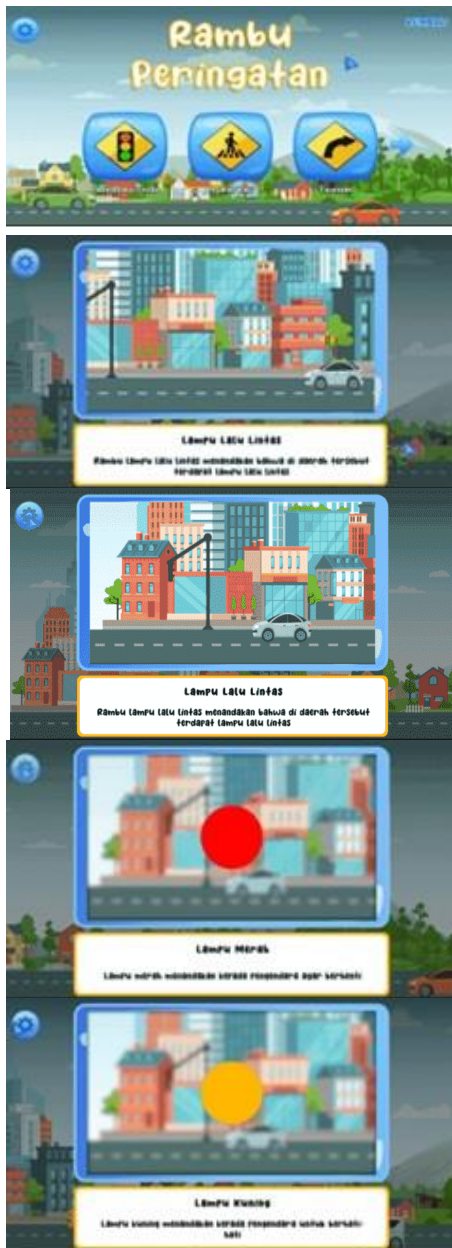 Rambu
Peringatan
Lampu Lalu Lintas
Rambu lampu lalu lintas menandakan bahwa di daerah tersebut
terdapat lampu lalu lintas
Lampu Lalu Lintas
Rambu lampu lalu lintas menandakan bahwa di daerah tersebut
terdapat lampu lalu lintas
Lampu Merah
Lampu merah menandakan kepada pengendara agar berhenti
Lampu Kuning
Lampu kuning menandakan kepada pengendara untuk berhati-
hati